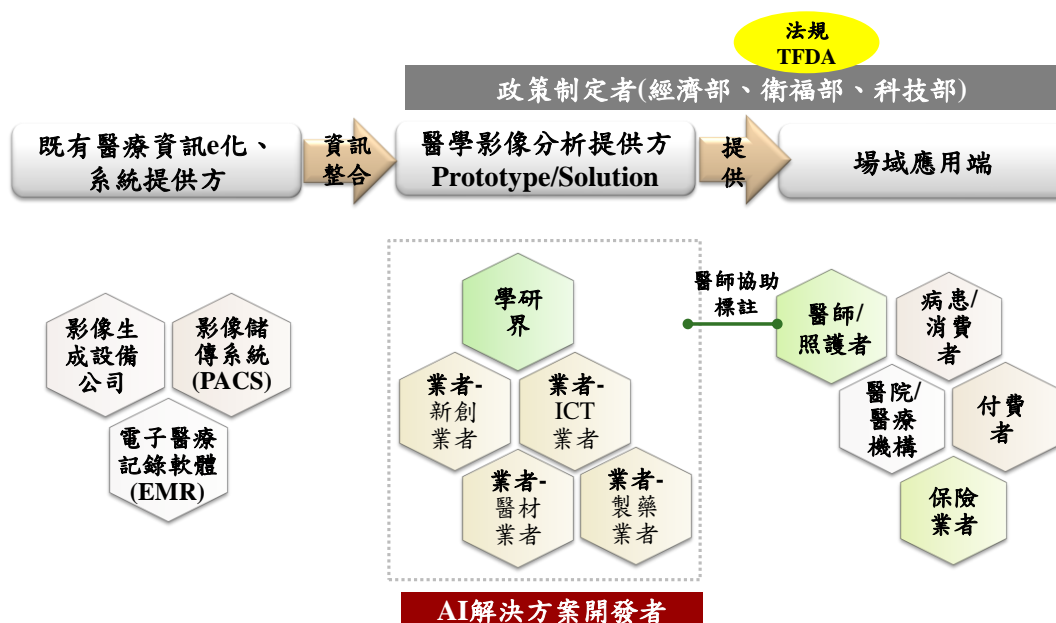 法規
TFDA
政策制定者(經濟部、衛福部、科技部)
既有醫療資訊e化、
系統提供方
資訊
整合
醫學影像分析提供方
Prototype/Solution
提
供
場域應用端
影像生
成設備
公司
影像儲
傳系統
(PACS)
電子醫療
記錄軟體
(EMR)
學研
界
業者-
新創
業者
業者-
ICT
業者
業者-
醫材
業者
業者-
製藥
業者
AI解決方案開發者
醫師協助
標註
醫師/
照護者
病患/
消費
者
醫院/
醫療
機構
付費
者
保險
業者